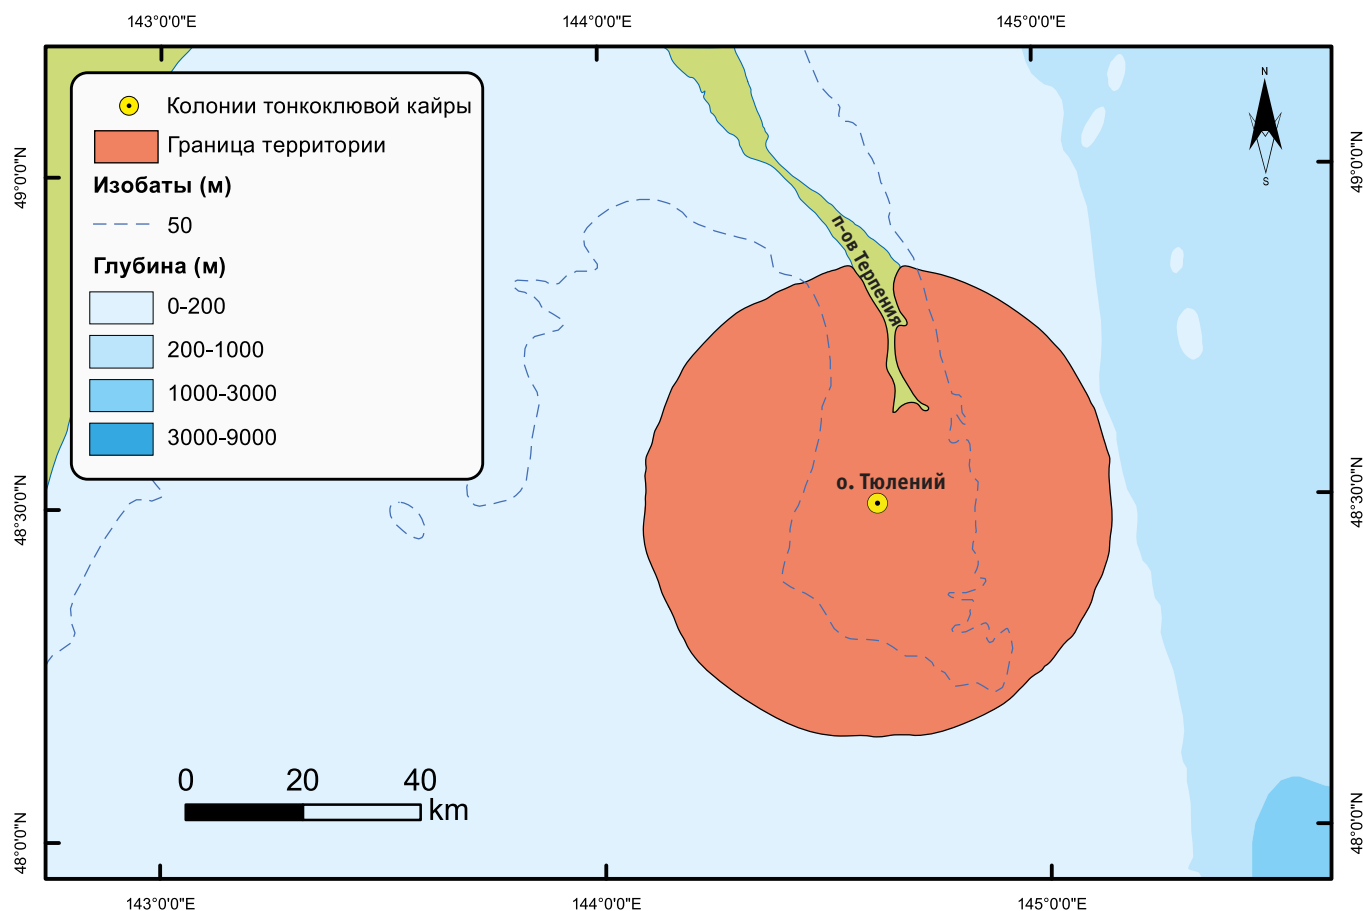 143°0'0"E
144°0'0"E
145°0'0"E
N
S
Колонии тонкоклювой кайры
Граница территории
Изобаты (м)
50
Глубина (м)
0-200
200-1000
1000-3000
3000-9000
49°0'0"N
49°0'0"N
п-ов Терпения
о. Тюлений
48°30'0"N
48°30'0"N
0 20 40
km
48°0'0"N
48°0'0"N
143°0'0"E
144°0'0"E
145°0'0"E